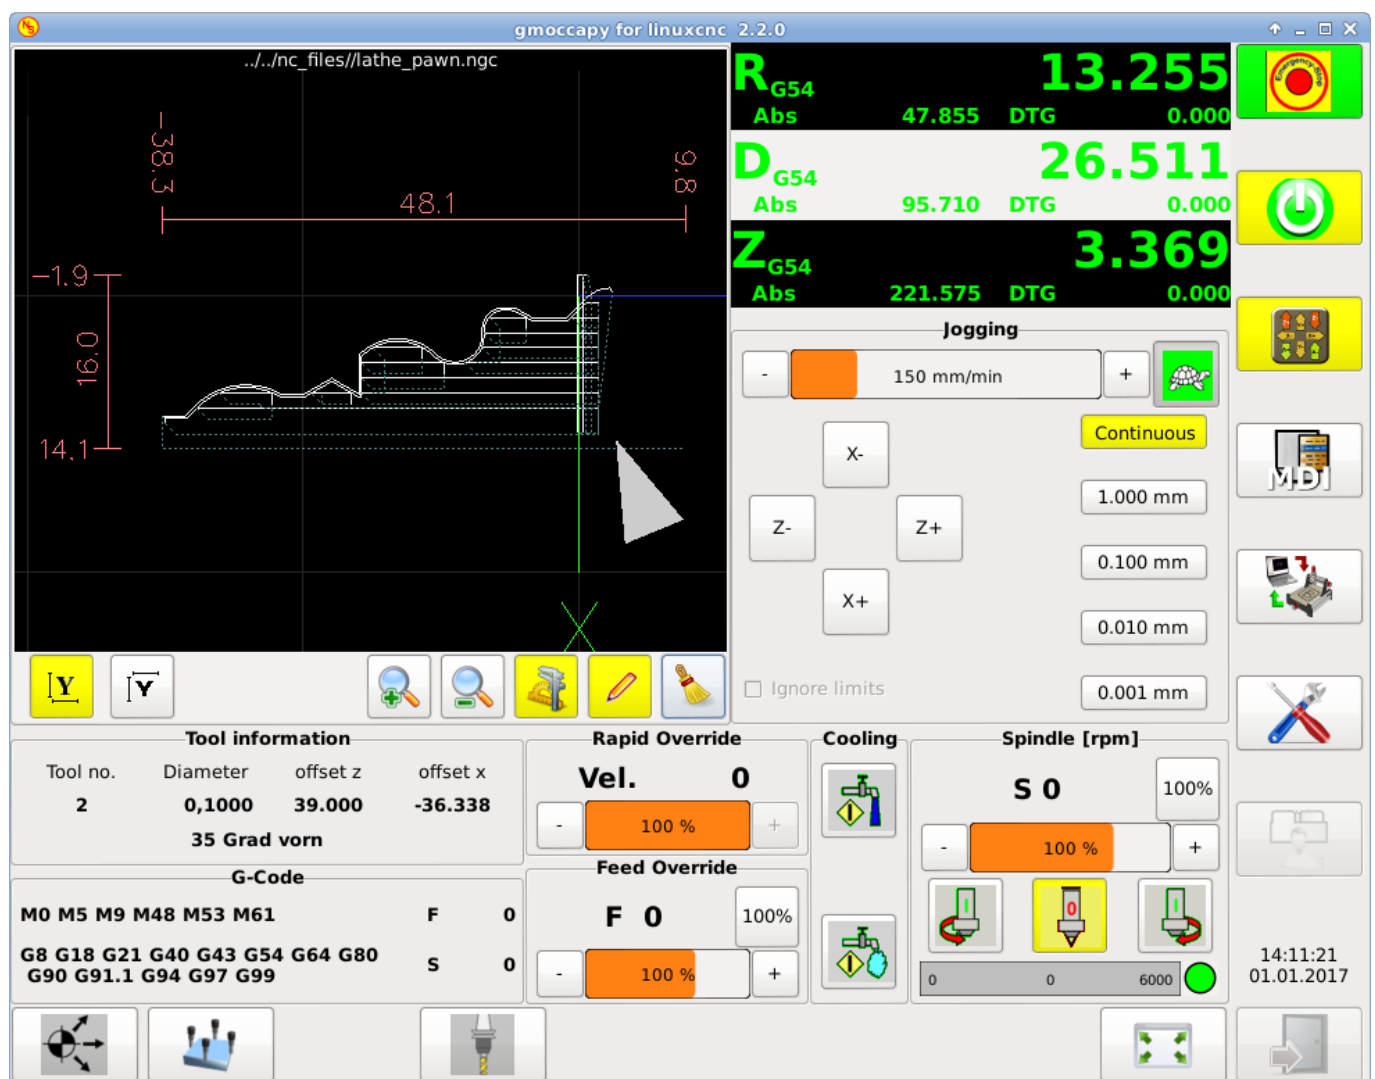 gmoccapy for linuxcnc 2.2.0
../../nc_files//lathe_pawn.ngc
-38.3
9.8
48.1
-1.9
16.0
14.1
X
R G54 13.255
Abs 47.855 DTG 0.000
D G54 26.511
Abs 95.710 DTG 0.000
Z G54 3.369
Abs 221.575 DTG 0.000
Emergency-Stop
Jogging
- 150 mm/min +
Continuous
X-
1.000 mm
Z- Z+
0.100 mm
X+
0.010 mm
Ignore limits
0.001 mm
MDI
Y Y
Tool information
Tool no. Diameter offset z offset x
2 0,1000 39.000 -36.338
35 Grad vorn
G-Code
M0 M5 M9 M48 M53 M61
F 0
G8 G18 G21 G40 G43 G54 G64 G80
G90 G91.1 G94 G97 G99
S 0
Rapid Override
Vel. 0
- 100 % +
Feed Override
F 0 100%
- 100 % +
Cooling
Spindle [rpm]
S 0 100%
- 100 % +
I 0 I
0 0 6000
14:11:21
01.01.2017